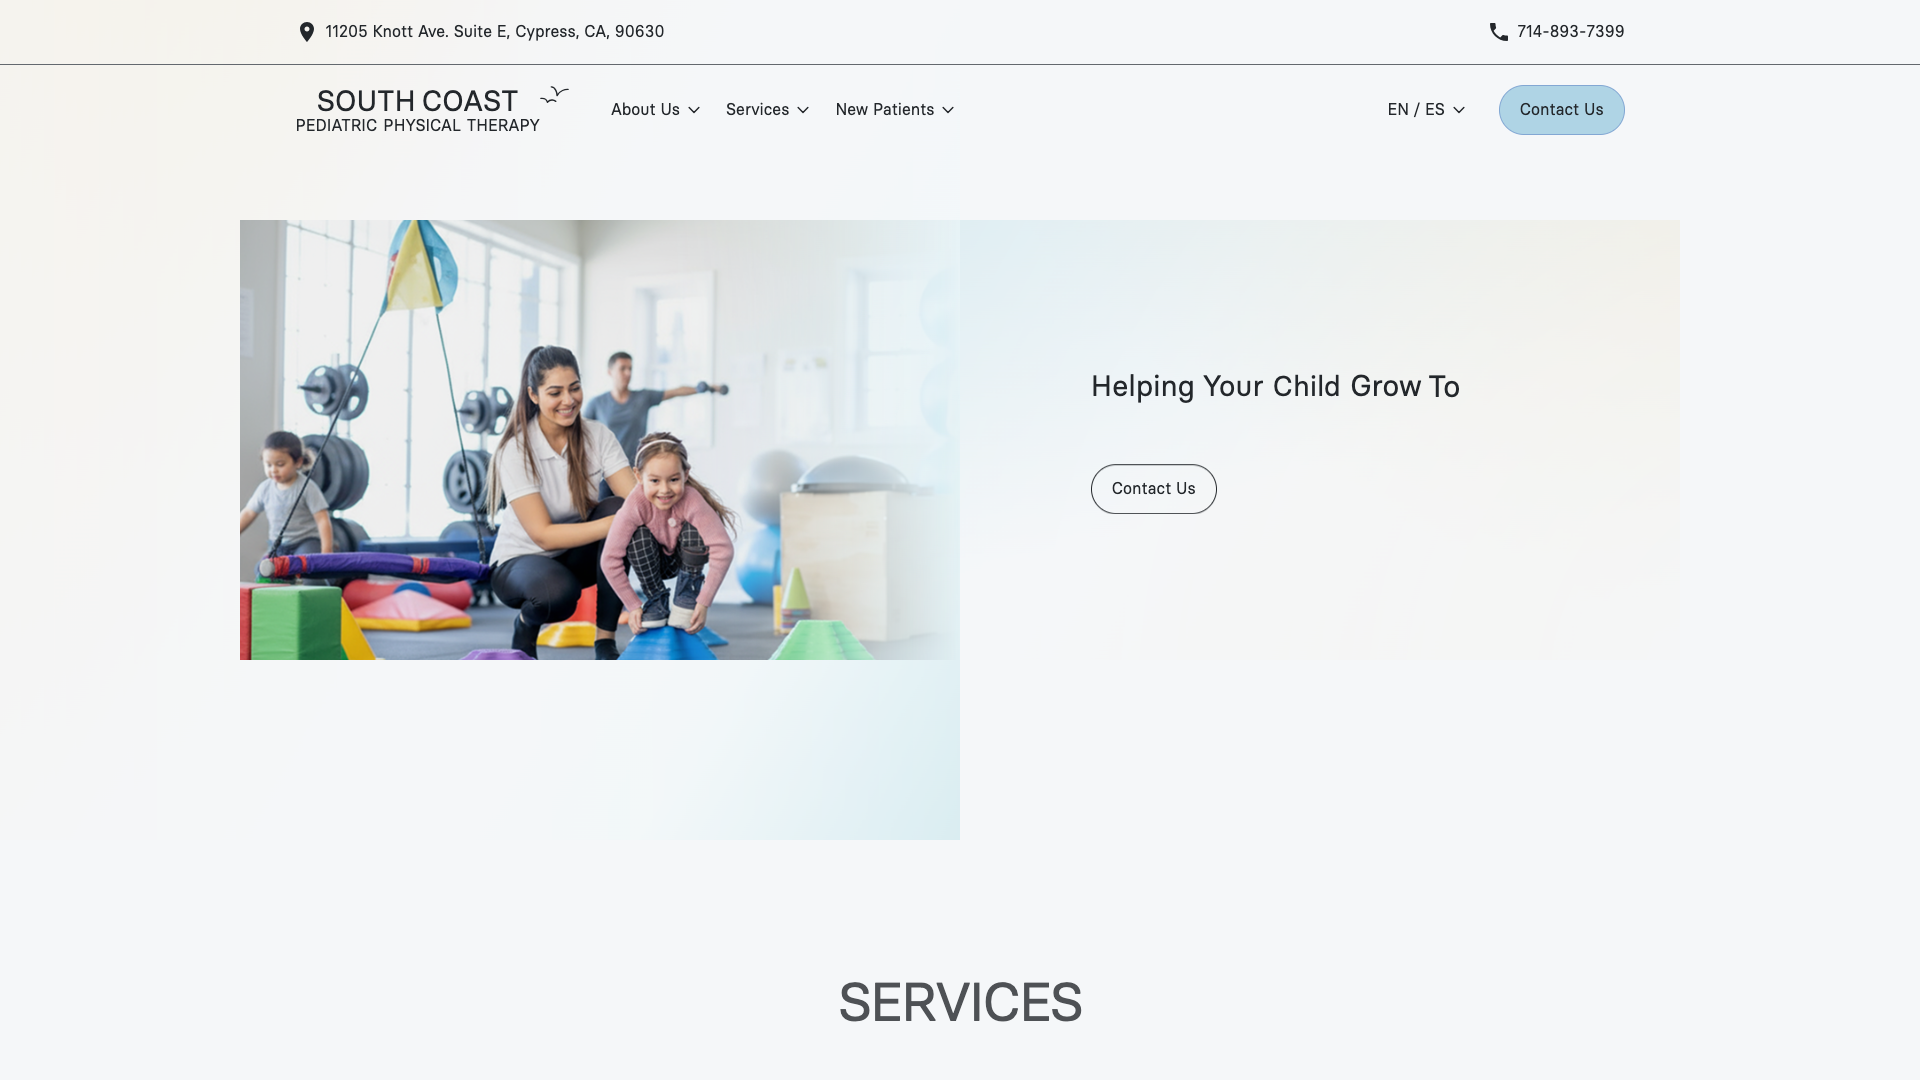 11205 Knott Ave. Suite E, Cypress, CA, 90630
714-893-7399
SOUTH COAST
PEDIATRIC PHYSICAL THERAPY
About Us
Services
New Patients
EN / ES
Contact Us
Helping Your Child Grow To
Contact Us
SERVICES